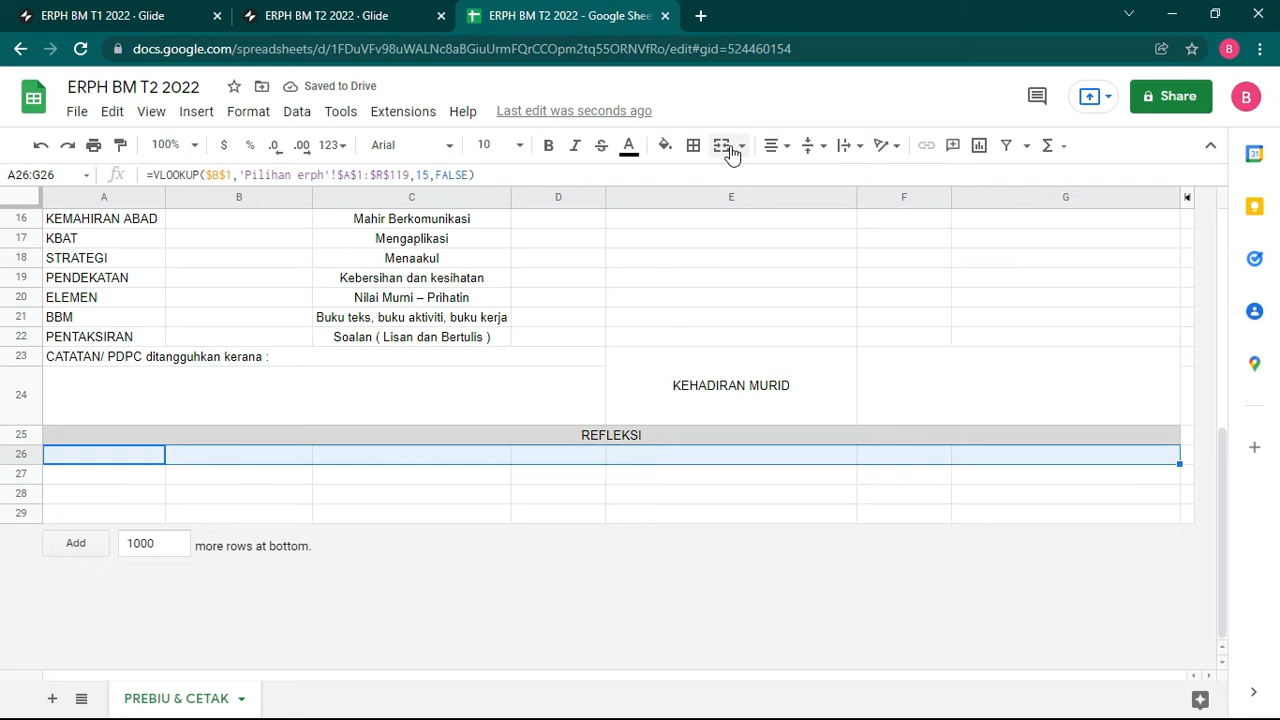 ERPH BM T1 2022 - Glide
ERPH BM T2 2022 - Glide
ERPH BM T2 2022 - Google Shee
docs.google.com/spreadsheets/d/1FDuVFv98uWALNc8aBGiuUrmFQrCCOpm2tq55ORNVfRo/edit#gid=524460154
B
ERPH BM T2 2022
Saved to Drive
File Edit View Insert Format Data Tools Extensions Help Last edit was seconds ago
Share
B
100% $ % .0 .00 123 Arial 10 B I S A
A26:G26 fx =VLOOKUP($B$1,'Pilihan erph'!$A$1:$R$119,15,FALSE)
A B C D E F G
16 KEMAHIRAN ABAD Mahir Berkomunikasi
17 KBAT Mengaplikasi
18 STRATEGI Menaakul
19 PENDEKATAN Kebersihan dan kesihatan
20 ELEMEN Nilai Murni – Prihatin
21 BBM Buku teks, buku aktiviti, buku kerja
22 PENTAKSIRAN Soalan ( Lisan dan Bertulis )
23 CATATAN/ PDPC ditangguhkan kerana :
24 KEHADIRAN MURID
25 REFLEKSI
26
27
28
29
Add 1000 more rows at bottom.
PREBIU & CETAK
31